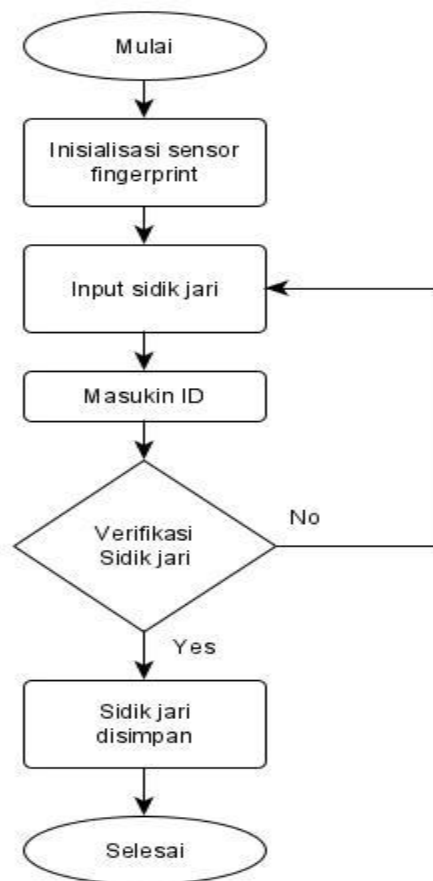 Mulai
Inisialisasi sensor
fingerprint
Input sidik jari
Masukin ID
Verifikasi
Sidik jari
No
Yes
Sidik jari
disimpan
Selesai